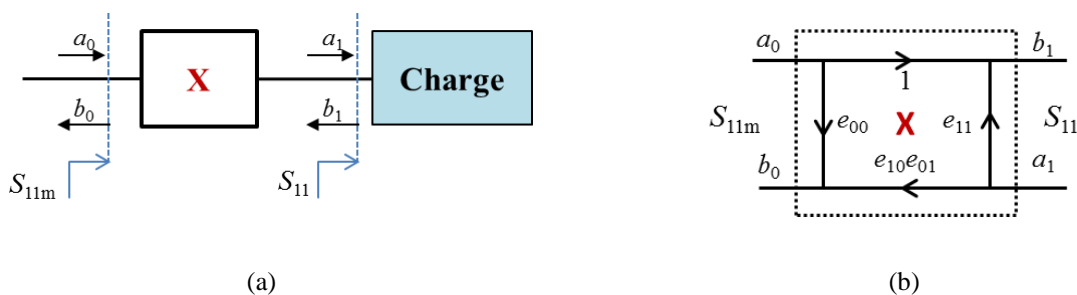 a0 a1
X Charge
b0 b1
S11m S11
(a)
a0 b1
1
S11m e00 X e11 S11
e10e01
b0 a1
(b)